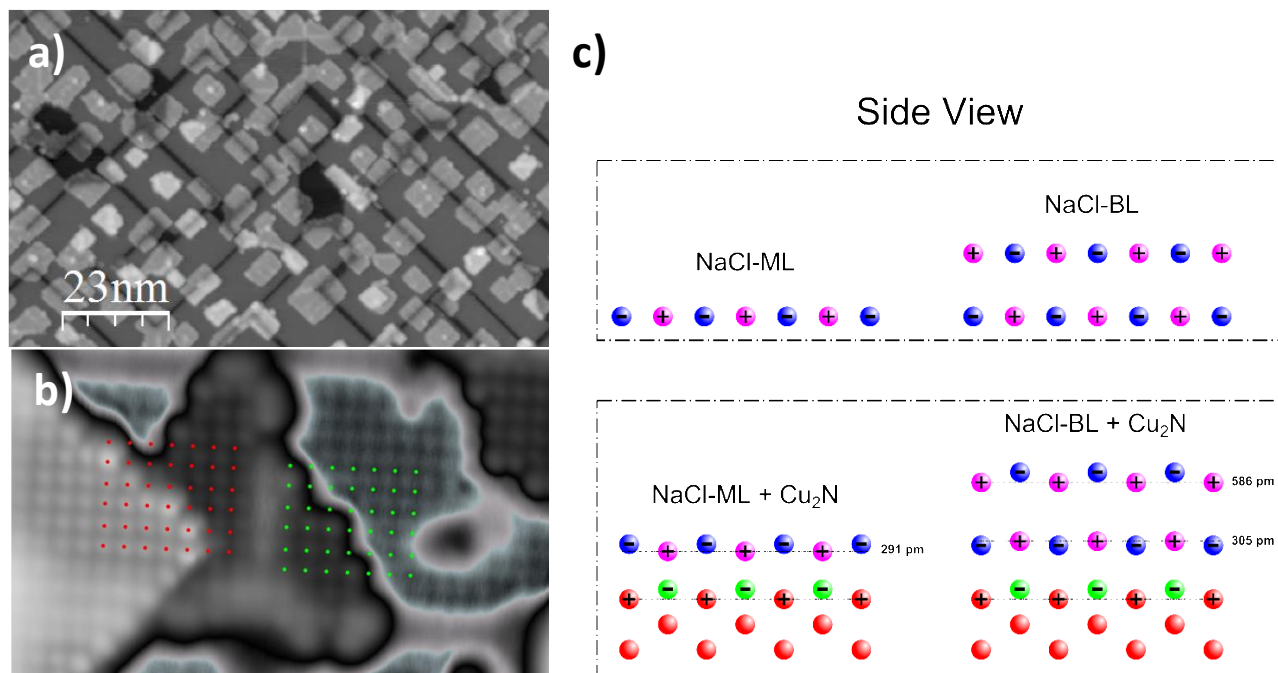 a)
23nm
b)
c)
Side View
NaCl-ML
NaCl-BL
NaCl-ML + Cu₂N
291 pm
NaCl-BL + Cu₂N
586 pm
305 pm